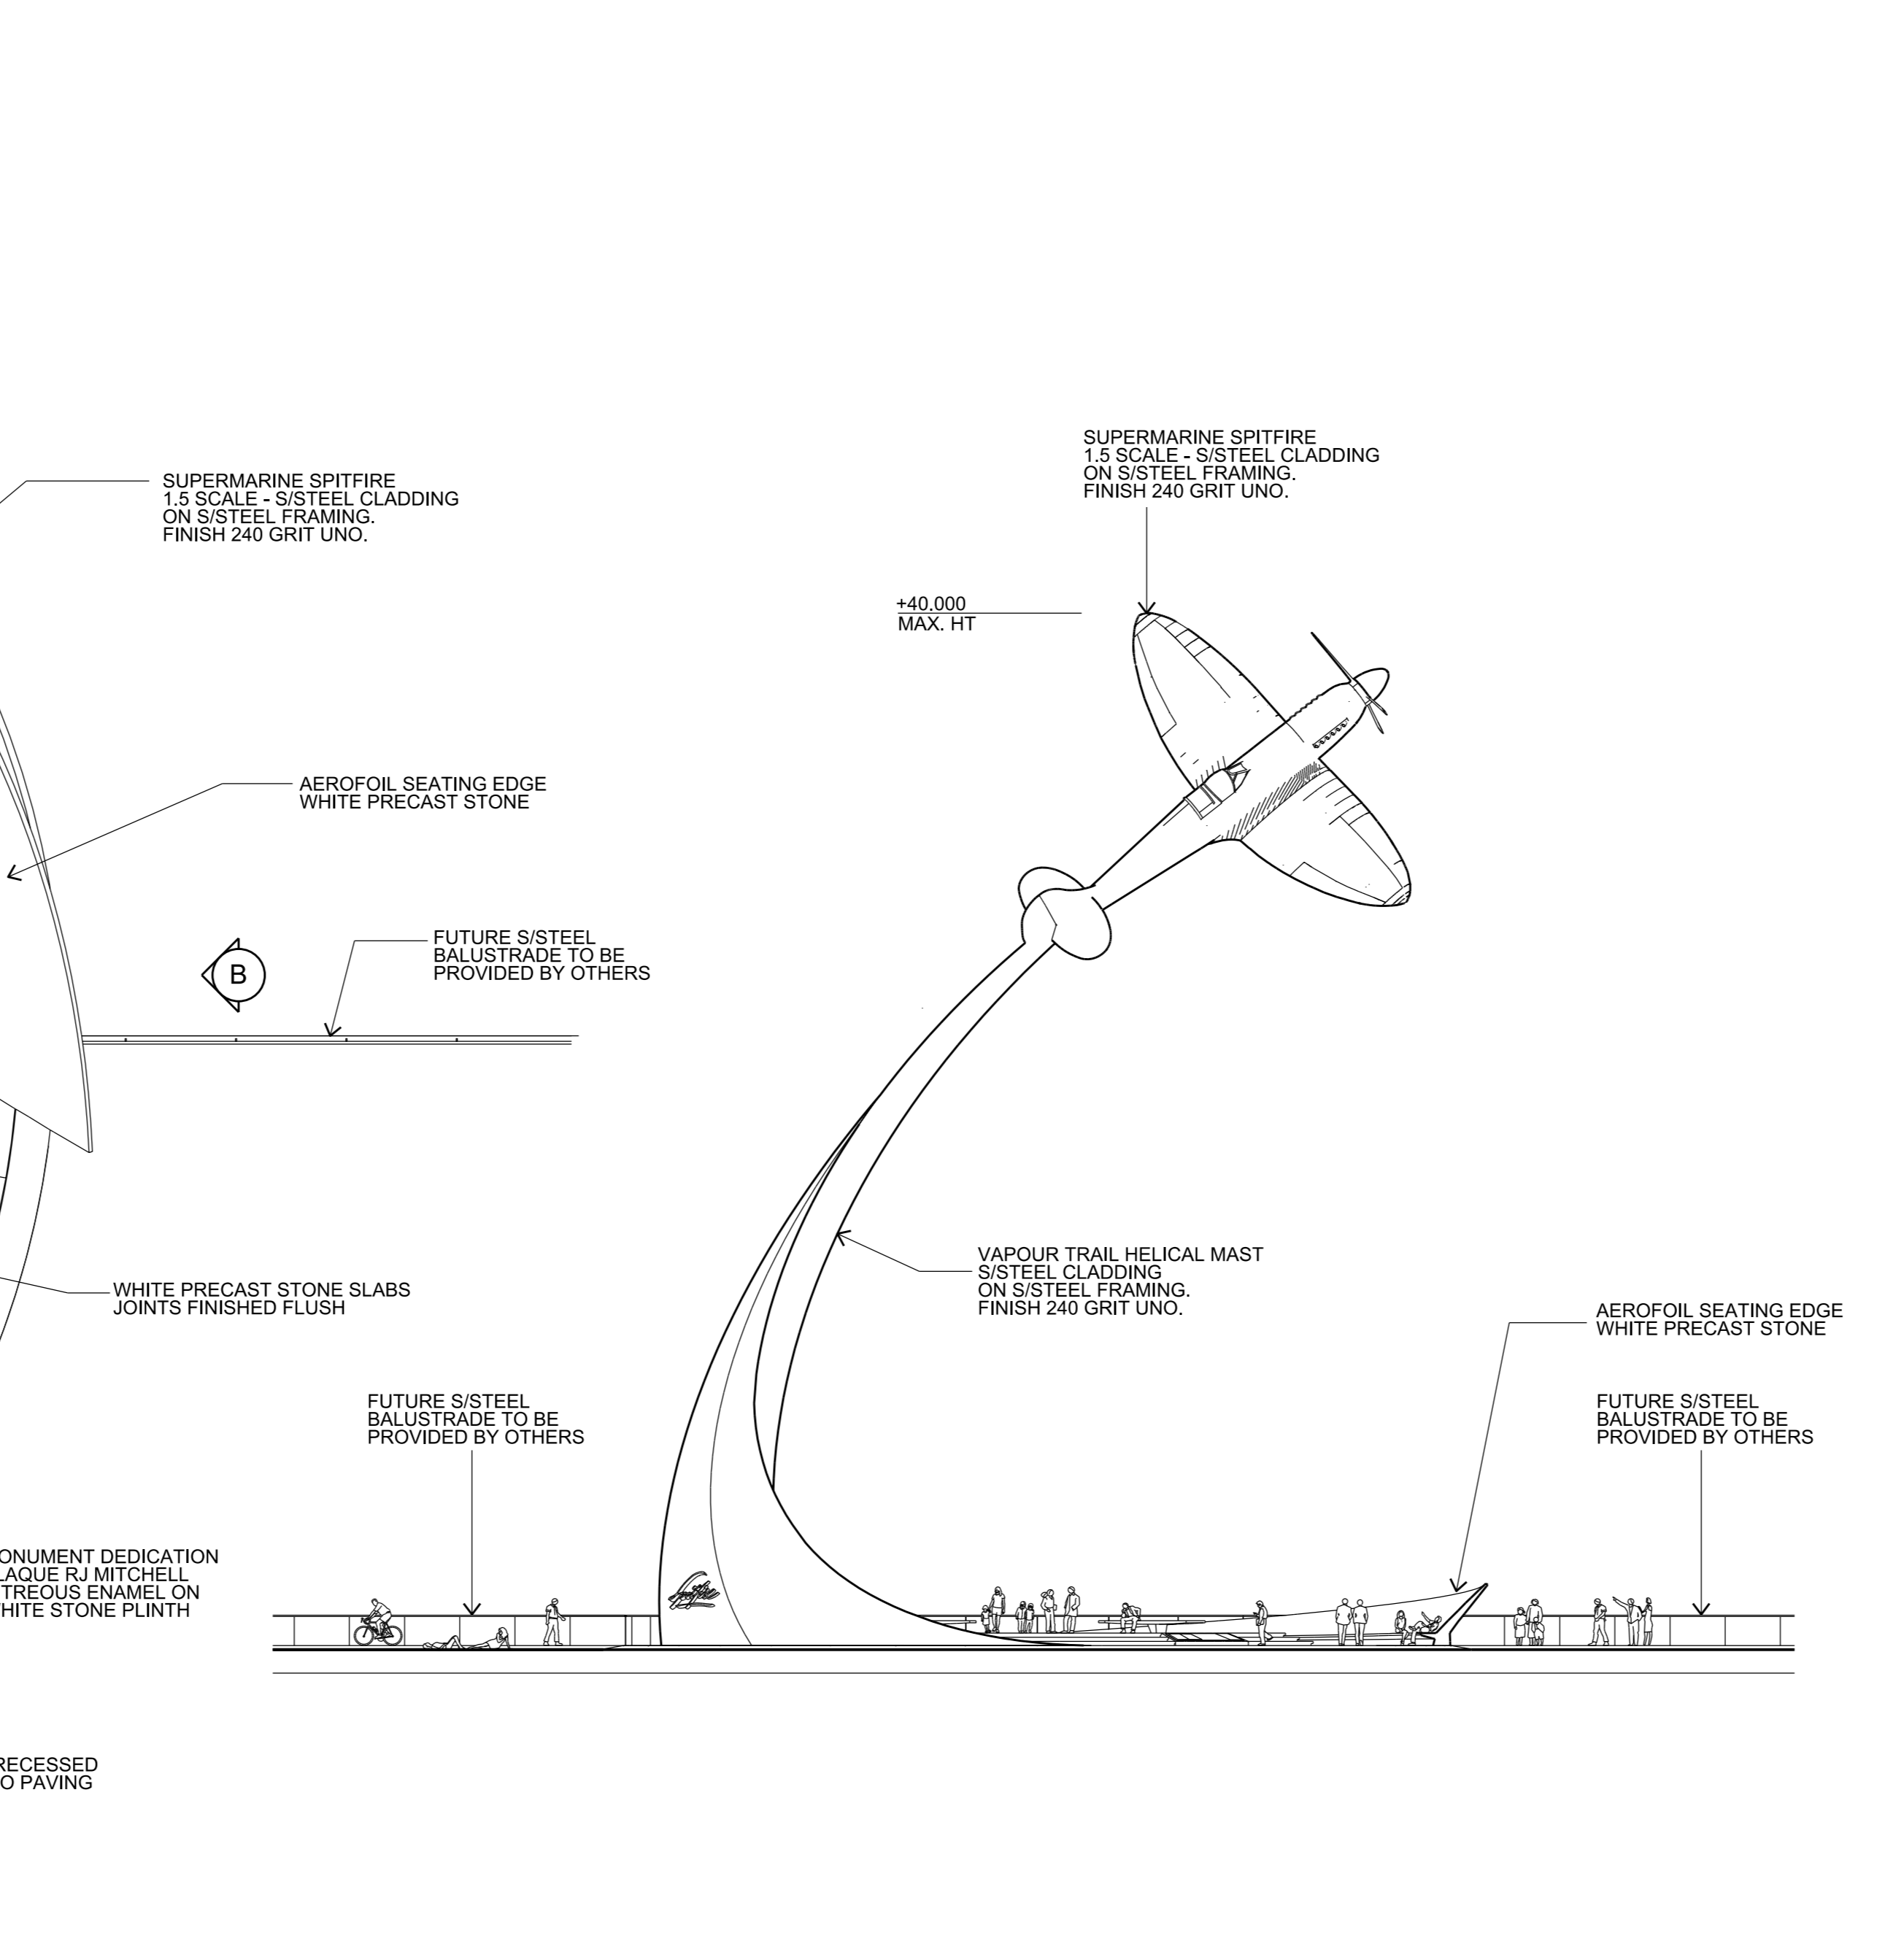 SUPERMARINE SPITFIRE
1.5 SCALE - S/STEEL CLADDING
ON S/STEEL FRAMING.
FINISH 240 GRIT UNO.
SUPERMARINE SPITFIRE
1.5 SCALE - S/STEEL CLADDING
ON S/STEEL FRAMING.
FINISH 240 GRIT UNO.
+40.000
MAX. HT
AEROFOIL SEATING EDGE
WHITE PRECAST STONE
B
FUTURE S/STEEL
BALUSTRADE TO BE
PROVIDED BY OTHERS
VAPOUR TRAIL HELICAL MAST
S/STEEL CLADDING
ON S/STEEL FRAMING.
FINISH 240 GRIT UNO.
WHITE PRECAST STONE SLABS
JOINTS FINISHED FLUSH
AEROFOIL SEATING EDGE
WHITE PRECAST STONE
FUTURE S/STEEL
BALUSTRADE TO BE
PROVIDED BY OTHERS
FUTURE S/STEEL
BALUSTRADE TO BE
PROVIDED BY OTHERS
ONUMENT DEDICATION
LAQUE RJ MITCHELL
TREOUS ENAMEL ON
HITE STONE PLINTH
RECESSED
O PAVING